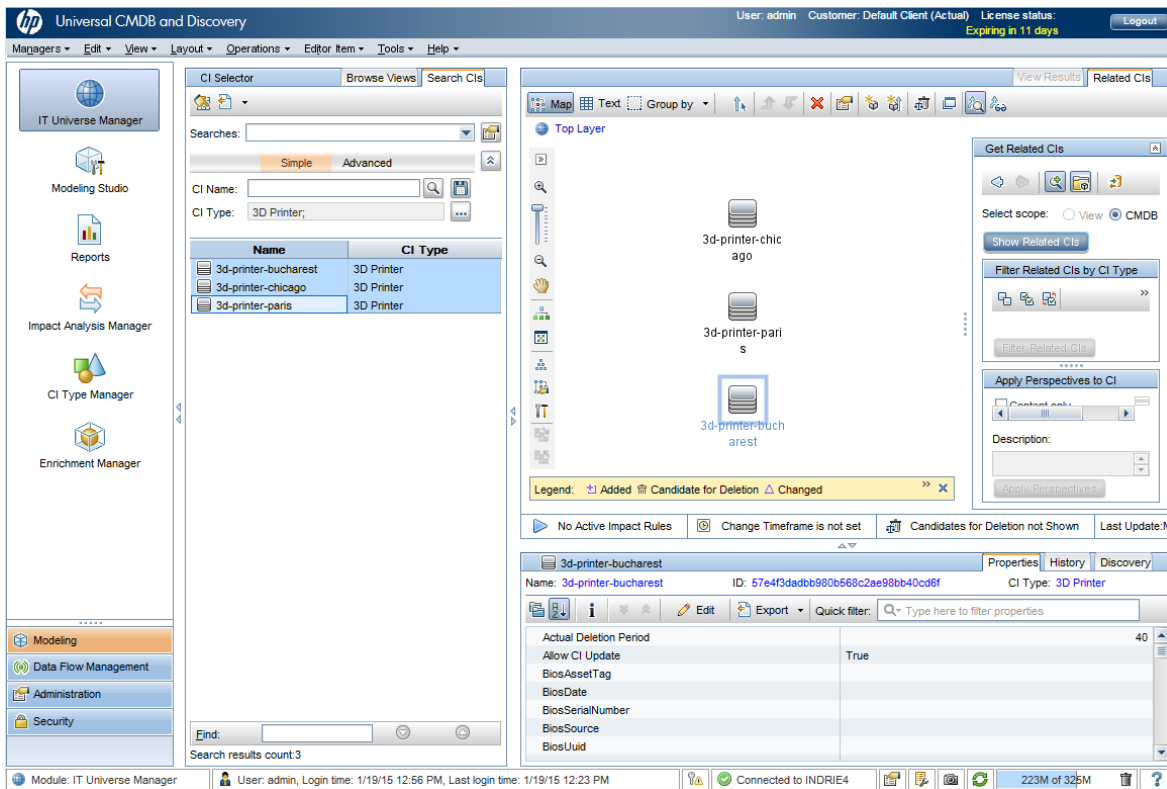 hp Universal CMDB and Discovery
User: admin Customer: Default Client (Actual) License status:
Expiring in 11 days
Logout
Managers Edit View Layout Operations Editor Item Tools Help
IT Universe Manager
Modeling Studio
Reports
Impact Analysis Manager
CI Type Manager
Enrichment Manager
Modeling
Data Flow Management
Administration
Security
CI Selector Browse Views Search CIs
Searches:
Simple Advanced
CI Name:
CI Type: 3D Printer; ...
Name CI Type
3d-printer-bucharest 3D Printer
3d-printer-chicago 3D Printer
3d-printer-paris 3D Printer
Find:
Search results count:3
View Results Related CIs
Map Text Group by
Top Layer
3d-printer-chic
ago
3d-printer-pari
s
3d-printer-buch
arest
Legend: Added Candidate for Deletion Changed
Get Related CIs
Select scope: View CMDB
Show Related CIs
Filter Related CIs by CI Type
Filter Related CIs
Apply Perspectives to CI
Content only
Description:
Apply Perspectives
No Active Impact Rules Change Timeframe is not set Candidates for Deletion not Shown Last Update:M
3d-printer-bucharest Properties History Discovery
Name: 3d-printer-bucharest ID: 57e4f3dadbb980b568c2ae98bb40cd6f CI Type: 3D Printer
Edit Export Quick filter: Type here to filter properties
Actual Deletion Period 40
Allow CI Update True
BiosAssetTag
BiosDate
BiosSerialNumber
BiosSource
BiosUuid
Module: IT Universe Manager User: admin, Login time: 1/19/15 12:56 PM, Last login time: 1/19/15 12:23 PM Connected to INDRIE4 223M of 325M ?